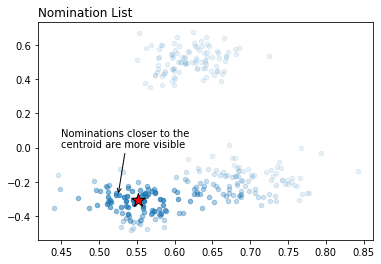 Nomination List
0.6
0.4
0.2
0.0
−0.2
−0.4
Nominations closer to the
centroid are more visible
0.45 0.50 0.55 0.60 0.65 0.70 0.75 0.80 0.85